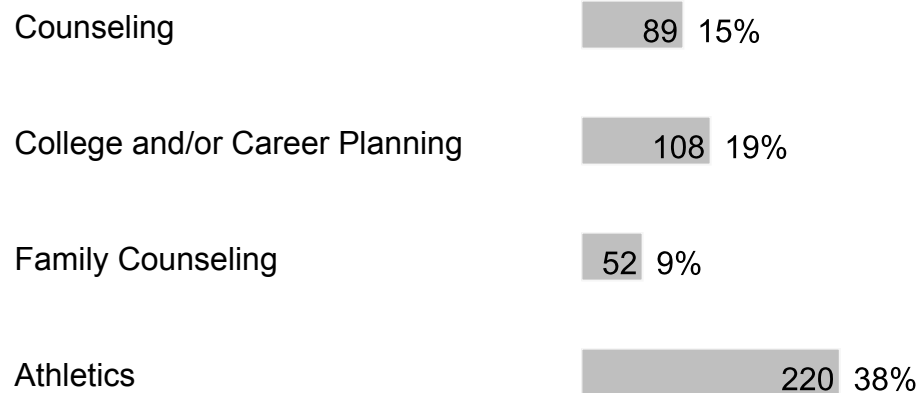 Counseling 89 15%
College and/or Career Planning 108 19%
Family Counseling 52 9%
Athletics 220 38%